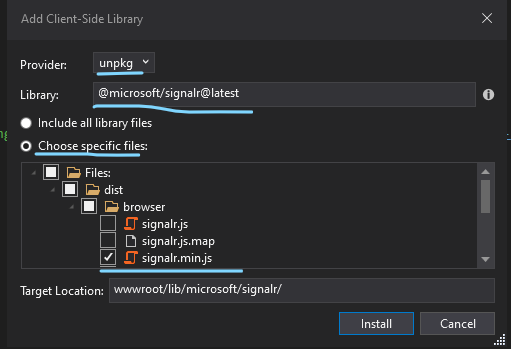 Add Client-Side Library
Provider: unpkg
Library: @microsoft/signalr@latest
Include all library files
Choose specific files:
Files:
dist
browser
signalr.js
signalr.js.map
signalr.min.js
Target Location: wwwroot/lib/microsoft/signalr/
Install Cancel